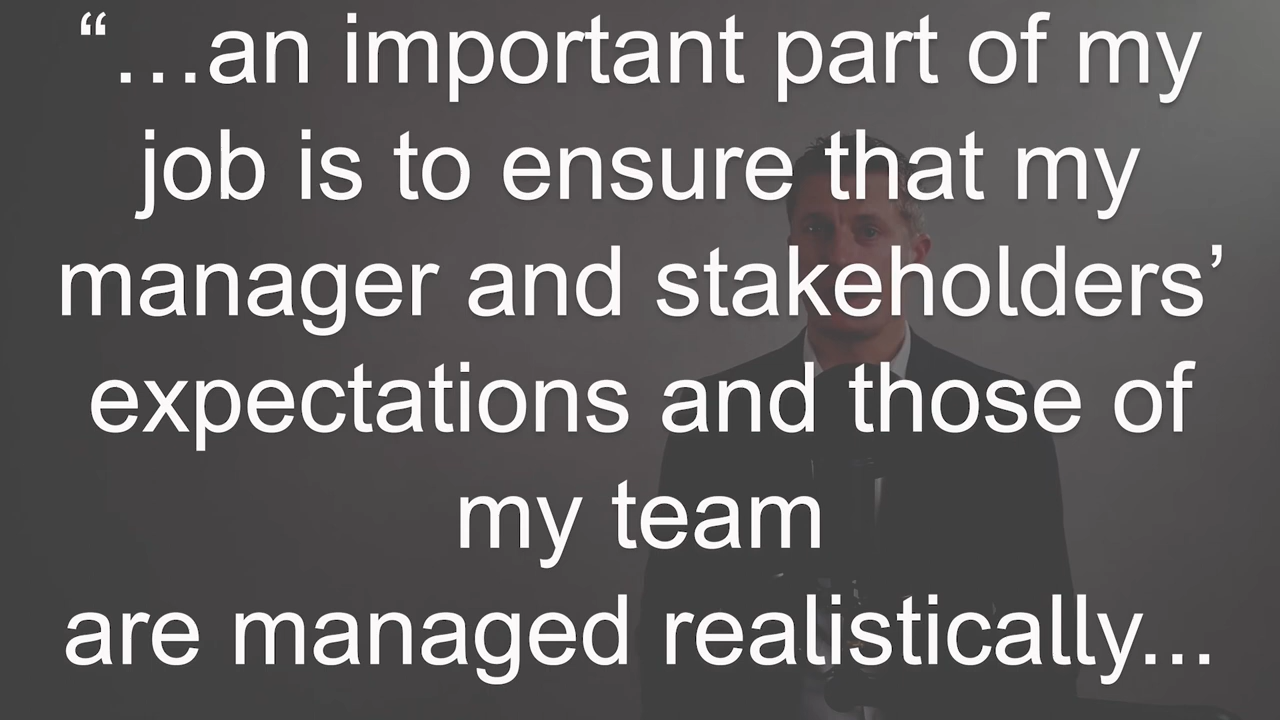 “…an important part of my
job is to ensure that my
manager and stakeholders’
expectations and those of
my team
are managed realistically...